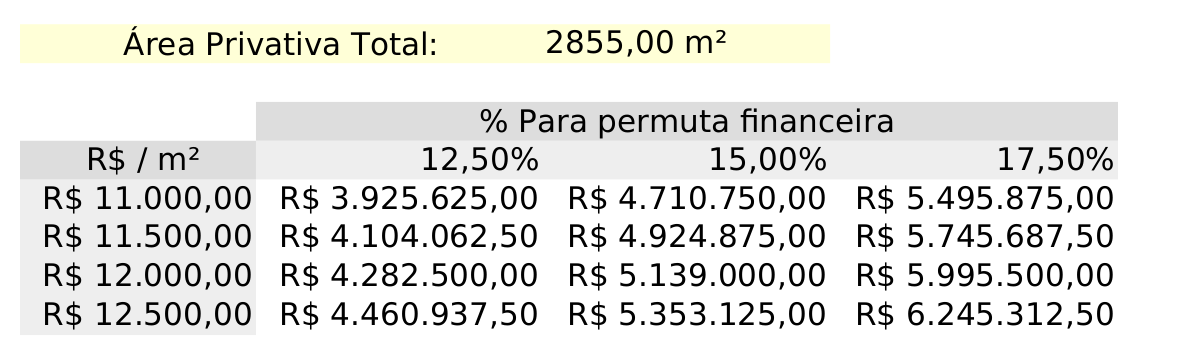 Área Privativa Total: 2855,00 m²
% Para permuta financeira
R$ / m² 12,50% 15,00% 17,50%
R$ 11.000,00 R$ 3.925.625,00 R$ 4.710.750,00 R$ 5.495.875,00
R$ 11.500,00 R$ 4.104.062,50 R$ 4.924.875,00 R$ 5.745.687,50
R$ 12.000,00 R$ 4.282.500,00 R$ 5.139.000,00 R$ 5.995.500,00
R$ 12.500,00 R$ 4.460.937,50 R$ 5.353.125,00 R$ 6.245.312,50